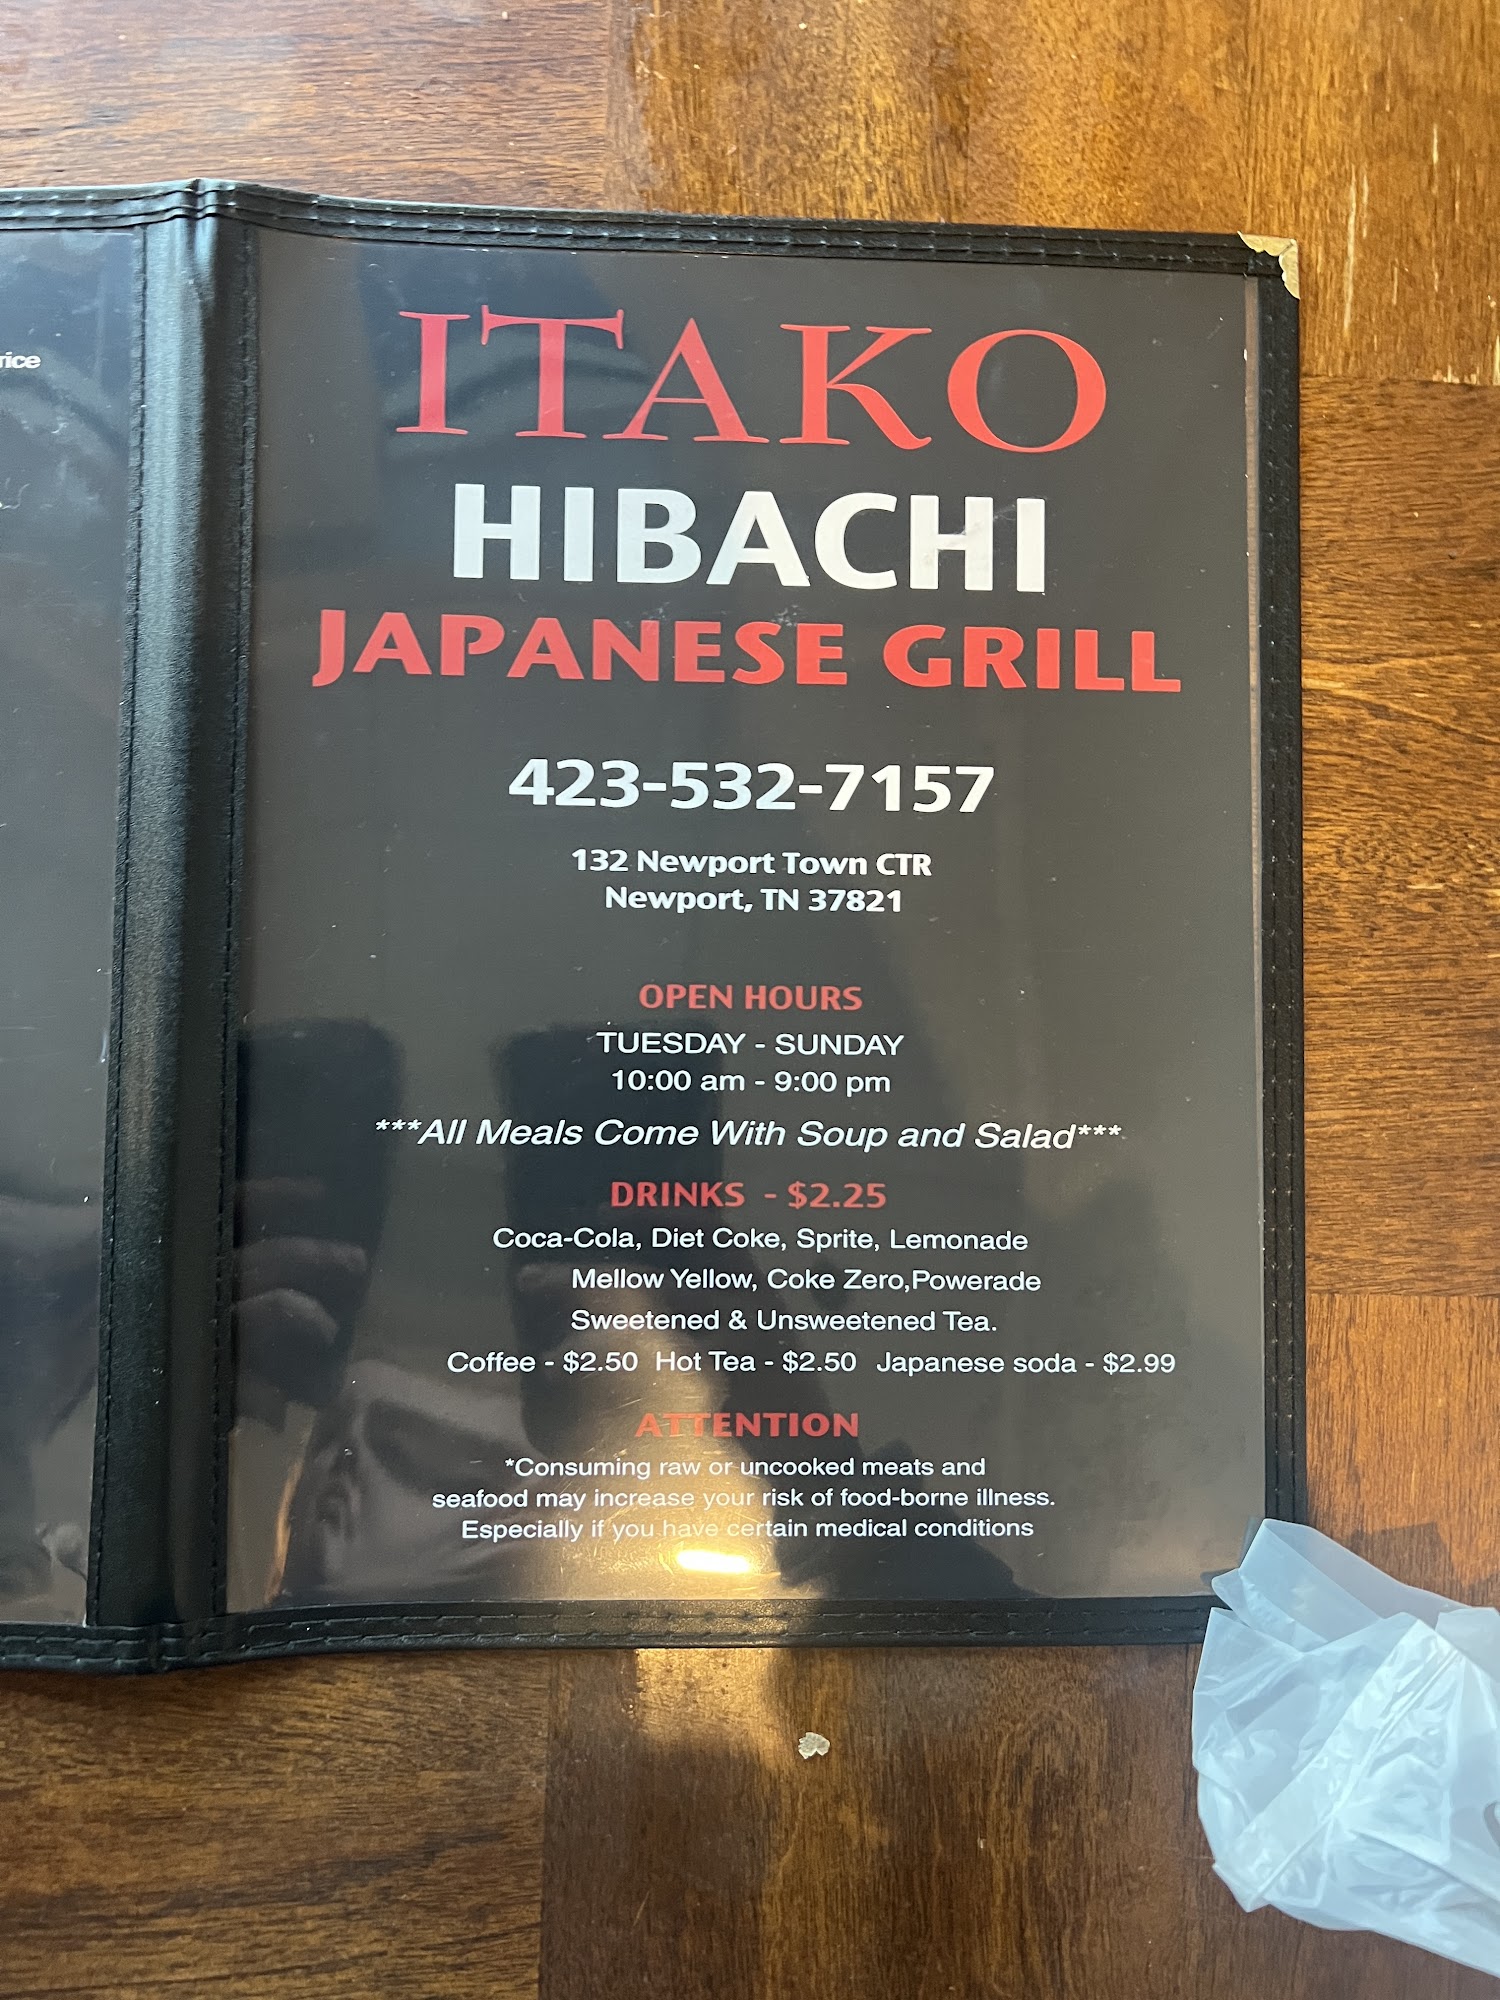 rice
ITAKO
HIBACHI
JAPANESE GRILL
423-532-7157
132 Newport Town CTR
Newport, TN 37821
OPEN HOURS
TUESDAY - SUNDAY
10:00 am - 9:00 pm
***All Meals Come With Soup and Salad***
DRINKS - $2.25
Coca-Cola, Diet Coke, Sprite, Lemonade
Mellow Yellow, Coke Zero,Powerade
Sweetened & Unsweetened Tea.
Coffee - $2.50 Hot Tea - $2.50 Japanese soda - $2.99
ATTENTION
*Consuming raw or uncooked meats and
seafood may increase your risk of food-borne illness.
Especially if you have certain medical conditions